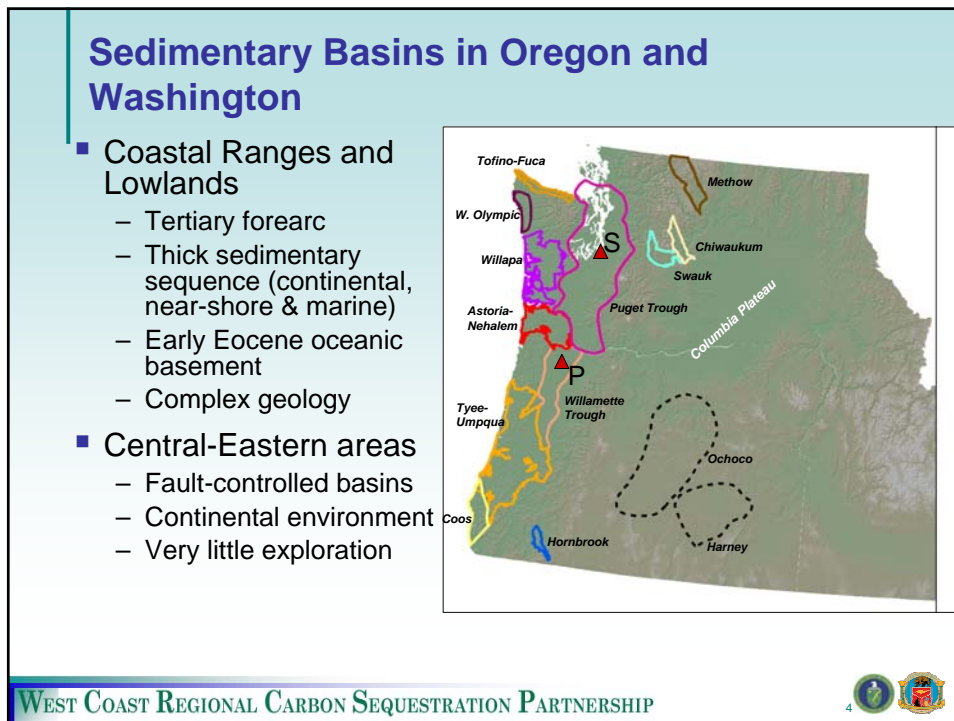 Sedimentary Basins in Oregon and
Washington
▪ Coastal Ranges and
Lowlands
– Tertiary forearc
– Thick sedimentary
sequence (continental,
near-shore & marine)
– Early Eocene oceanic
basement
– Complex geology
▪ Central-Eastern areas
– Fault-controlled basins
– Continental environment
– Very little exploration
Tofino-Fuca
Methow
W. Olympic
S
Chiwaukum
Willapa
Swauk
Astoria-
Nehalem
Puget Trough
Columbia Plateau
P
Willamette
Trough
Tyee-
Umpqua
Ochoco
Coos
Hornbrook
Harney
WEST COAST REGIONAL CARBON SEQUESTRATION PARTNERSHIP
4